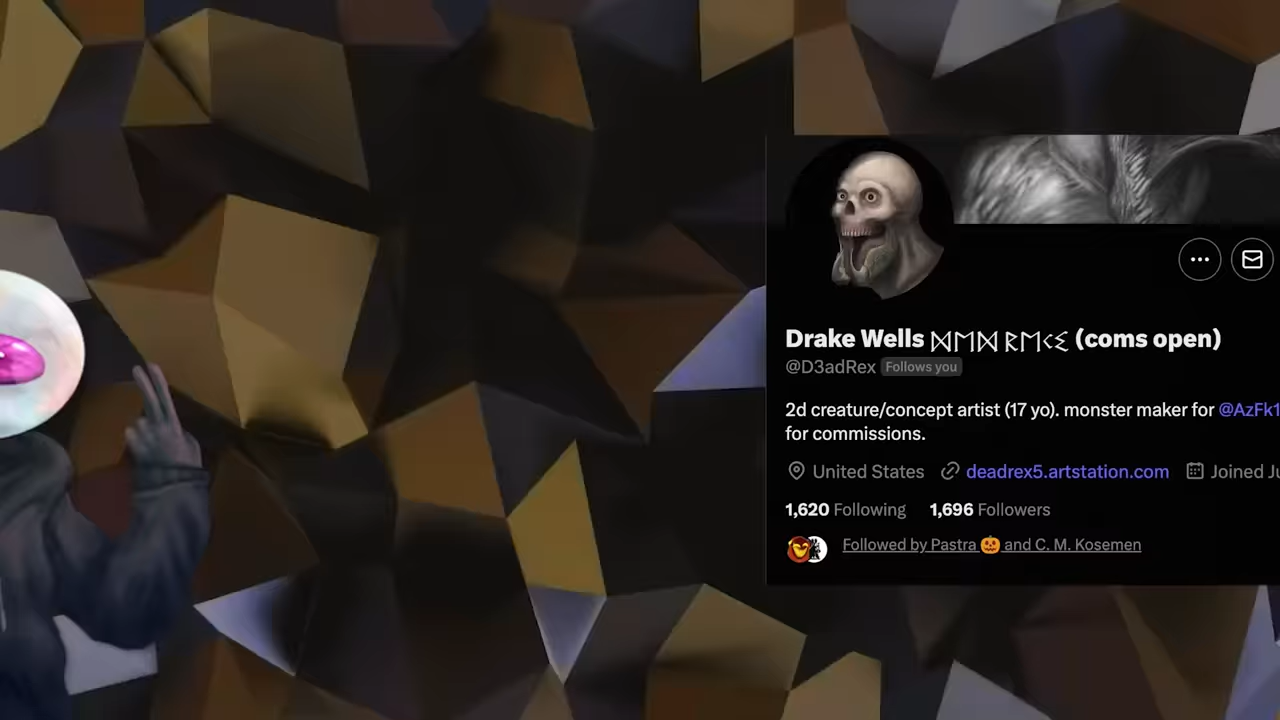 Drake Wells ᛞᛖᛞ ᚱᛖᚲᛊ (coms open)
@D3adRex Follows you
2d creature/concept artist (17 yo). monster maker for @AzFk1
for commissions.
United States deadrex5.artstation.com Joined Ju
1,620 Following 1,696 Followers
Followed by Pastra 🎃 and C. M. Kosemen